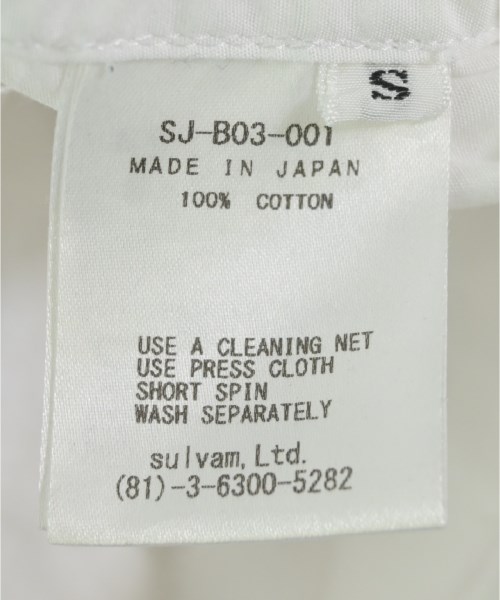 S
SJ-B03-001
MADE IN JAPAN
100% COTTON
USE A CLEANING NET
USE PRESS CLOTH
SHORT SPIN
WASH SEPARATELY
sulvam, Ltd.
(81)-3-6300-5282